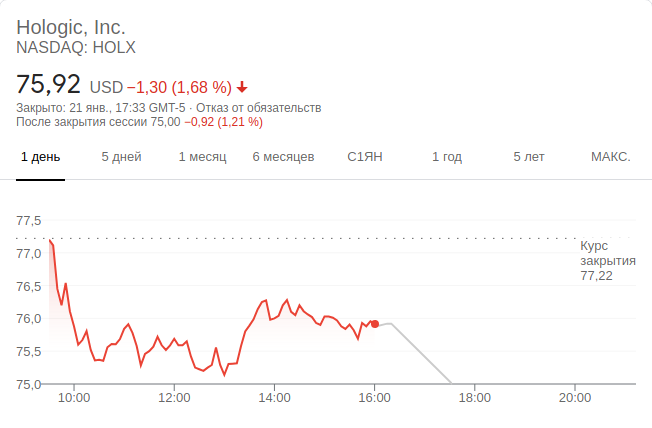 Hologic, Inc.
NASDAQ: HOLX
75,92 USD −1,30 (1,68 %)
Закрыто: 21 янв., 17:33 GMT-5 · Отказ от обязательств
После закрытия сессии 75,00 −0,92 (1,21 %)
1 день 5 дней 1 месяц 6 месяцев С1ЯН 1 год 5 лет МАКС.
77,5
77,0
76,5
76,0
75,5
75,0
Курс
закрытия
77,22
10:00 12:00 14:00 16:00 18:00 20:00